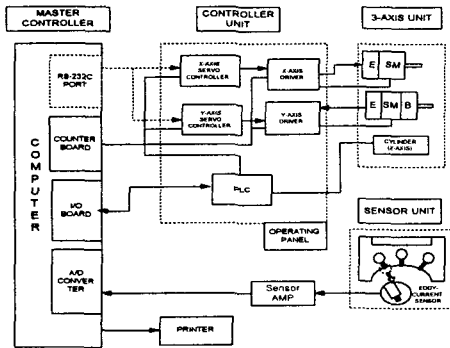 MASTER
CONTROLLER
CONTROLLER
UNIT
3-AXIS UNIT
RS-232C
PORT
X-AXIS
SERVO
CONTROLLER
X-AXIS
DRIVER
E SM
COUNTER
BOARD
Y-AXIS
SERVO
CONTROLLER
Y-AXIS
DRIVER
E SM B
CYLINDER
(Z-AXIS)
COMPUTER
I/O
BOARD
PLC
OPERATING
PANEL
SENSOR UNIT
A/D
CONVER
TER
Sensor
AMP
EDDY-
CURRENT
SENSOR
PRINTER